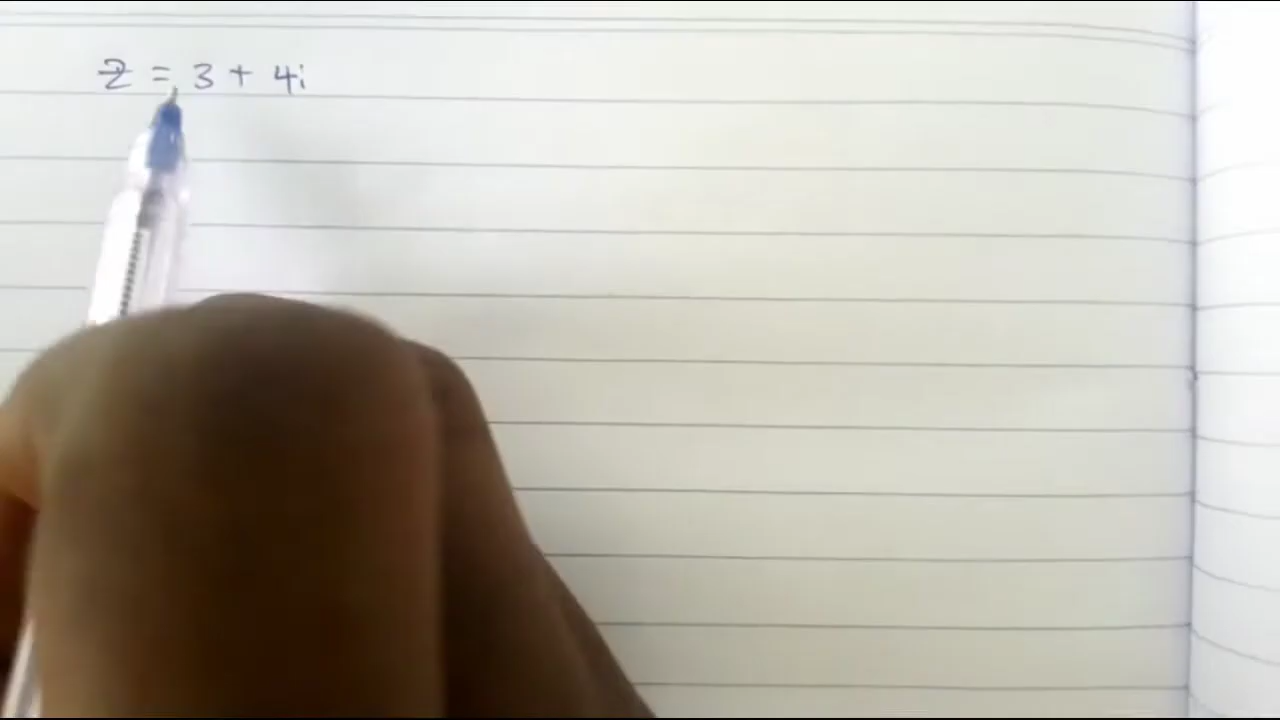 z = 3 + 4i